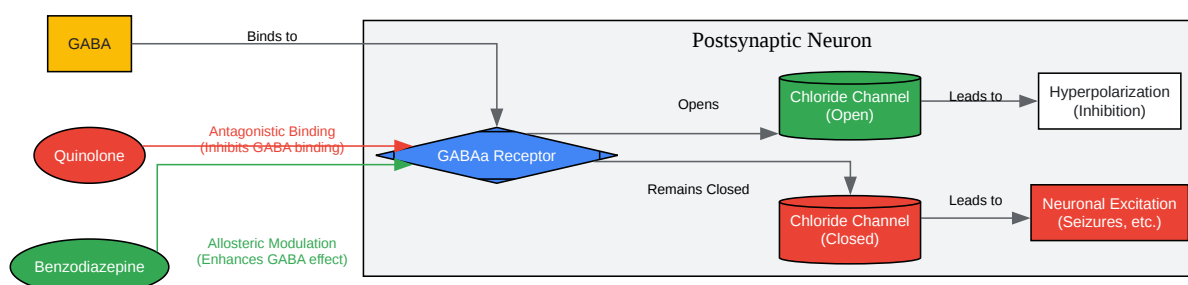 GABA
Binds to
Postsynaptic Neuron
Chloride Channel
(Open)
Leads to
Hyperpolarization
(Inhibition)
Opens
Quinolone
Antagonistic Binding
(Inhibits GABA binding)
GABAa Receptor
Remains Closed
Chloride Channel
(Closed)
Leads to
Neuronal Excitation
(Seizures, etc.)
Benzodiazepine
Allosteric Modulation
(Enhances GABA effect)